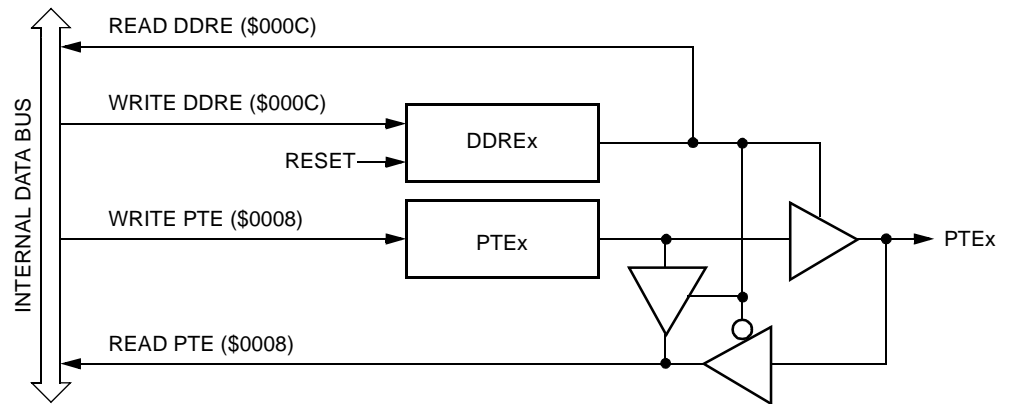 READ DDRE ($000C)
WRITE DDRE ($000C)
DDREx
RESET
WRITE PTE ($0008)
PTEx
PTEx
READ PTE ($0008)
INTERNAL DATA BUS